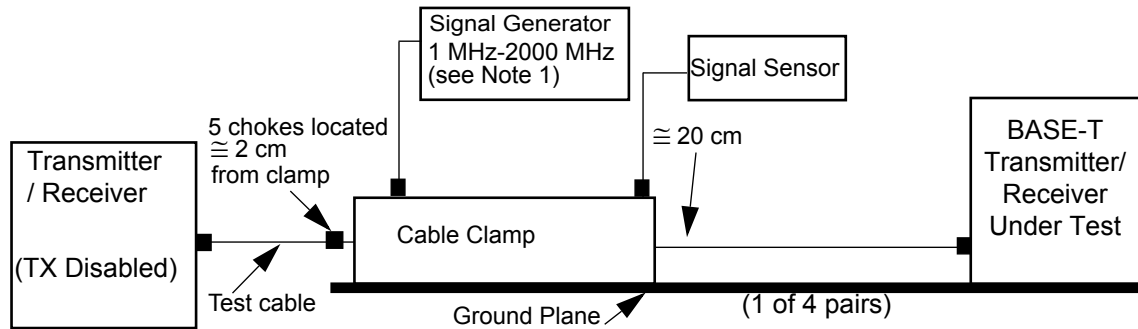 Signal Generator
1 MHz-2000 MHz
(see Note 1)
Signal Sensor
5 chokes located
≅ 2 cm
from clamp
≅ 20 cm
Transmitter
/ Receiver
(TX Disabled)
BASE-T
Transmitter/
Receiver
Under Test
Cable Clamp
Test cable
Ground Plane
(1 of 4 pairs)